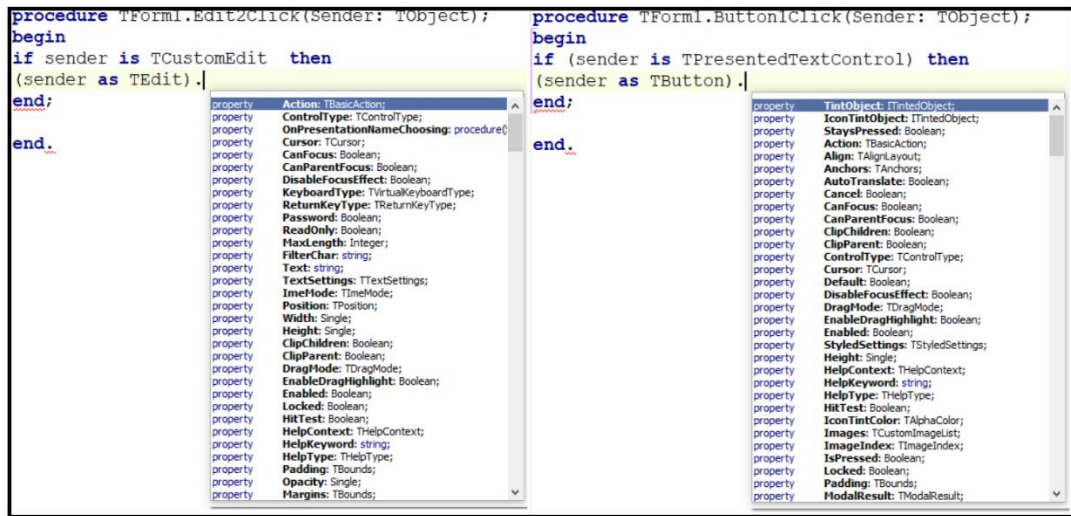 procedure TForm1.Edit2Click(Sender: TObject);
begin
if sender is TCustomEdit then
(sender as TEdit).
end;
end.
property Action: TBasicAction;
property ControlType: TControlType;
property OnPresentationNameChoosing: procedure(
property Cursor: TCursor;
property CanFocus: Boolean;
property CanParentFocus: Boolean;
property DisableFocusEffect: Boolean;
property KeyboardType: TVirtualKeyboardType;
property ReturnKeyType: TReturnKeyType;
property Password: Boolean;
property ReadOnly: Boolean;
property MaxLength: Integer;
property FilterChar: string;
property Text: string;
property TextSettings: TTextSettings;
property ImeMode: TImeMode;
property Position: TPosition;
property Width: Single;
property Height: Single;
property ClipChildren: Boolean;
property ClipParent: Boolean;
property DragMode: TDragMode;
property EnableDragHighlight: Boolean;
property Enabled: Boolean;
property Locked: Boolean;
property HitTest: Boolean;
property HelpContext: THelpContext;
property HelpKeyword: string;
property HelpType: THelpType;
property Padding: TBounds;
property Opacity: Single;
property Margins: TBounds;
procedure TForm1.Button1Click(Sender: TObject);
begin
if (sender is TPresentedTextControl) then
(sender as TButton).
end;
end.
property TintObject: ITintedObject;
property IconTintObject: ITintedObject;
property StaysPressed: Boolean;
property Action: TBasicAction;
property Align: TAlignLayout;
property Anchors: TAnchors;
property AutoTranslate: Boolean;
property Cancel: Boolean;
property CanFocus: Boolean;
property CanParentFocus: Boolean;
property ClipChildren: Boolean;
property ClipParent: Boolean;
property ControlType: TControlType;
property Cursor: TCursor;
property Default: Boolean;
property DisableFocusEffect: Boolean;
property DragMode: TDragMode;
property EnableDragHighlight: Boolean;
property Enabled: Boolean;
property StyledSettings: TStyledSettings;
property Height: Single;
property HelpContext: THelpContext;
property HelpKeyword: string;
property HelpType: THelpType;
property HitTest: Boolean;
property IconTintColor: TAlphaColor;
property Images: TCustomImageList;
property ImageIndex: TImageIndex;
property IsPressed: Boolean;
property Locked: Boolean;
property Padding: TBounds;
property ModalResult: TModalResult;